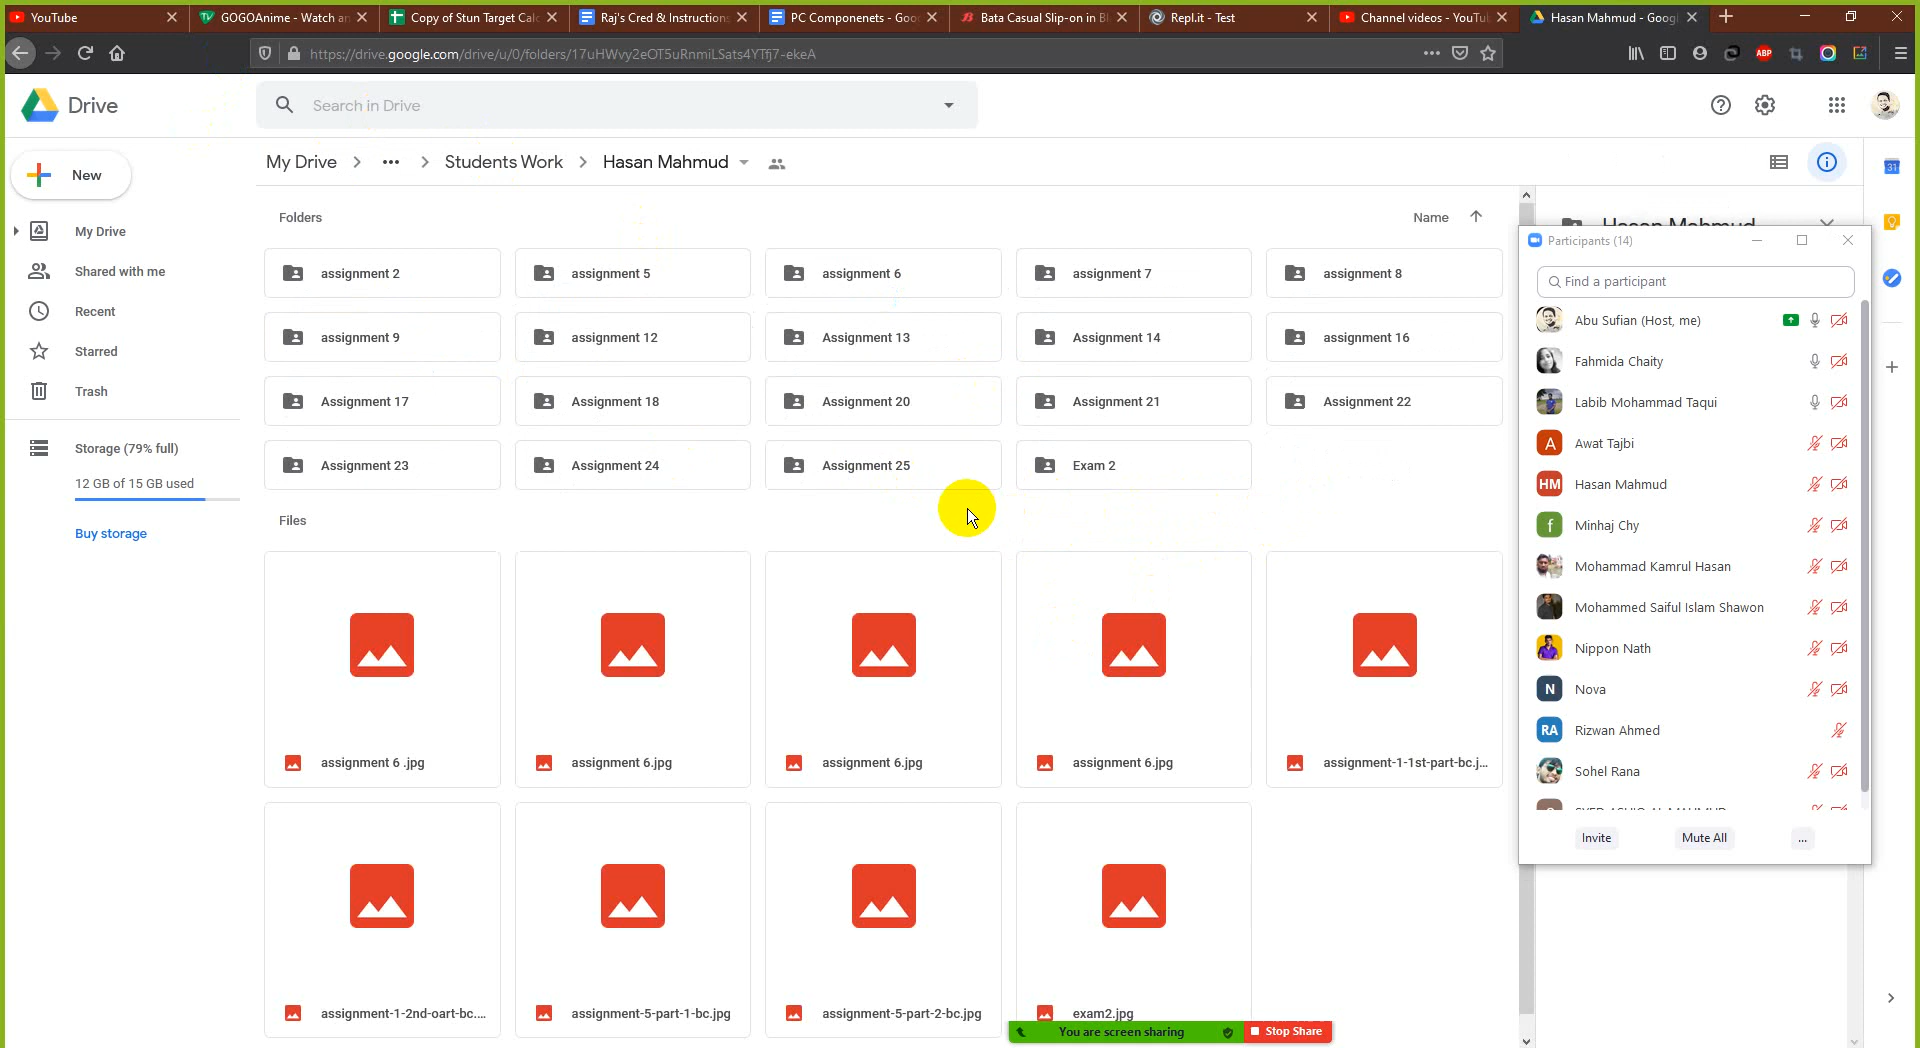 YouTube
GOGOAnime - Watch an
Copy of Stun Target Calc
Raj's Cred & Instructions
PC Componenets - Goo
Bata Casual Slip-on in Bl
Repl.it - Test
Channel videos - YouTu
Hasan Mahmud - Googl
https://drive.google.com/drive/u/0/folders/17uHWvy2eOT5uRnmiLSats4YTfj7-ekeA
ABP
Drive
Search in Drive
New
My Drive
Shared with me
Recent
Starred
Trash
Storage (79% full)
12 GB of 15 GB used
Buy storage
My Drive > ••• > Students Work > Hasan Mahmud
Folders
Name
assignment 2
assignment 5
assignment 6
assignment 7
assignment 8
assignment 9
assignment 12
Assignment 13
Assignment 14
assignment 16
Assignment 17
Assignment 18
Assignment 20
Assignment 21
Assignment 22
Assignment 23
Assignment 24
Assignment 25
Exam 2
Files
assignment 6 .jpg
assignment 6.jpg
assignment 6.jpg
assignment 6.jpg
assignment-1-1st-part-bc.j...
assignment-1-2nd-oart-bc....
assignment-5-part-1-bc.jpg
assignment-5-part-2-bc.jpg
exam2.jpg
You are screen sharing
Stop Share
Hasan Mahmud
31
Participants (14)
Find a participant
Abu Sufian (Host, me)
Fahmida Chaity
Labib Mohammad Taqui
A Awat Tajbi
HM Hasan Mahmud
f Minhaj Chy
Mohammad Kamrul Hasan
Mohammed Saiful Islam Shawon
Nippon Nath
N Nova
RA Rizwan Ahmed
Sohel Rana
Invite
Mute All
...